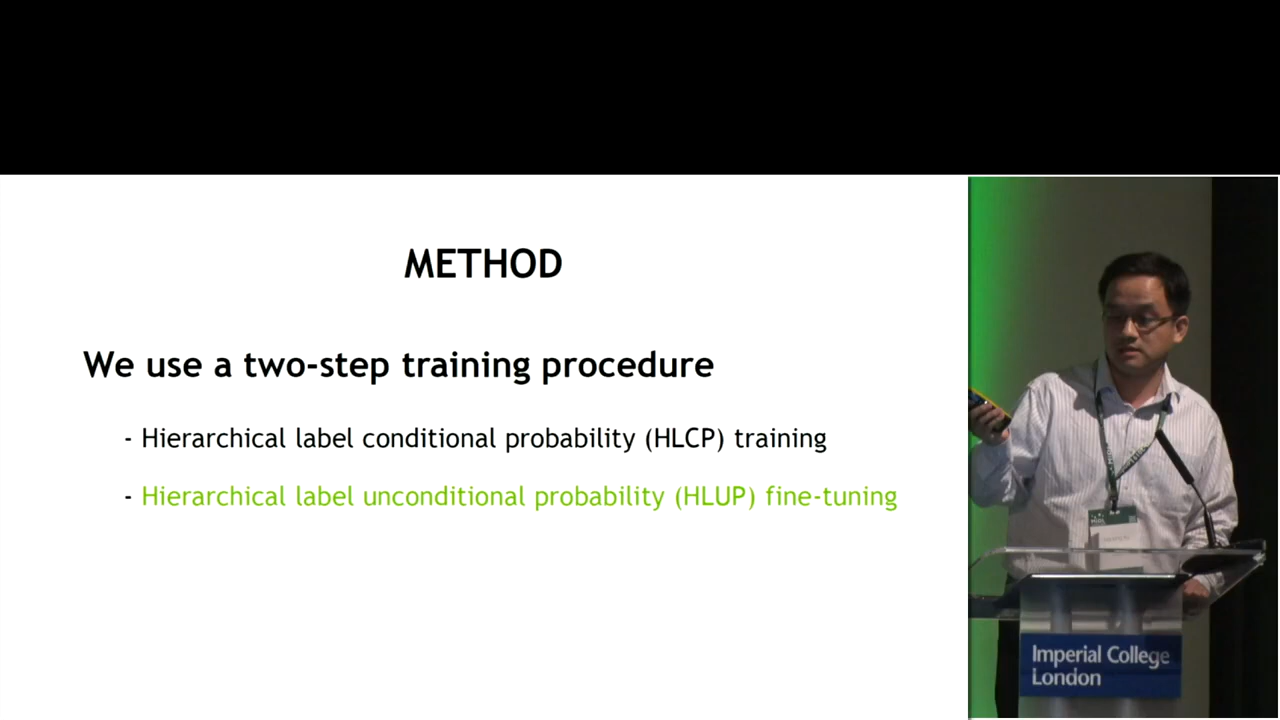 METHOD
We use a two-step training procedure
- Hierarchical label conditional probability (HLCP) training
- Hierarchical label unconditional probability (HLUP) fine-tuning
Imperial College
London